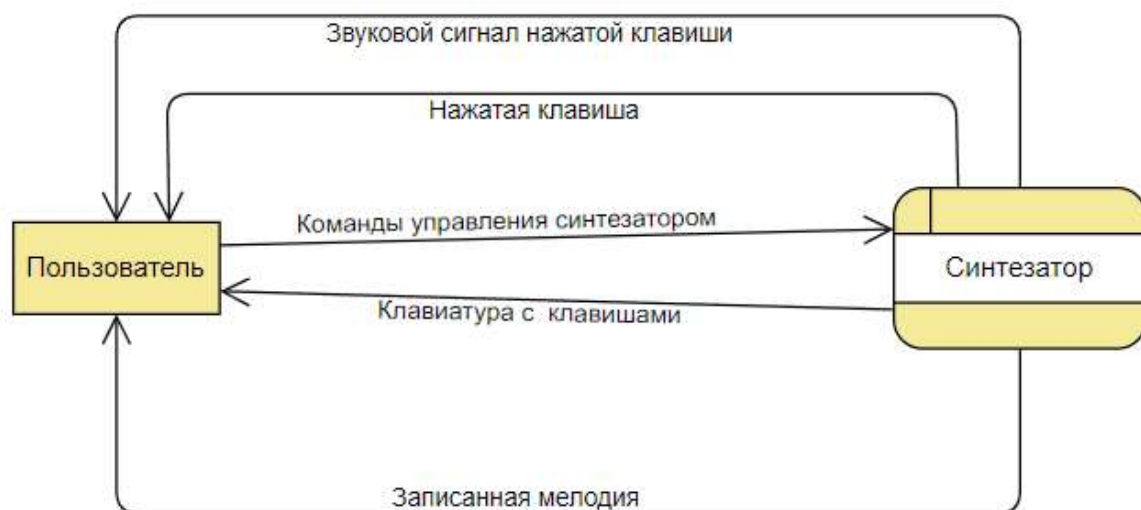 Звуковой сигнал нажатой клавиши
Нажатая клавиша
Команды управления синтезатором
Пользователь
Синтезатор
Клавиатура с клавишами
Записанная мелодия